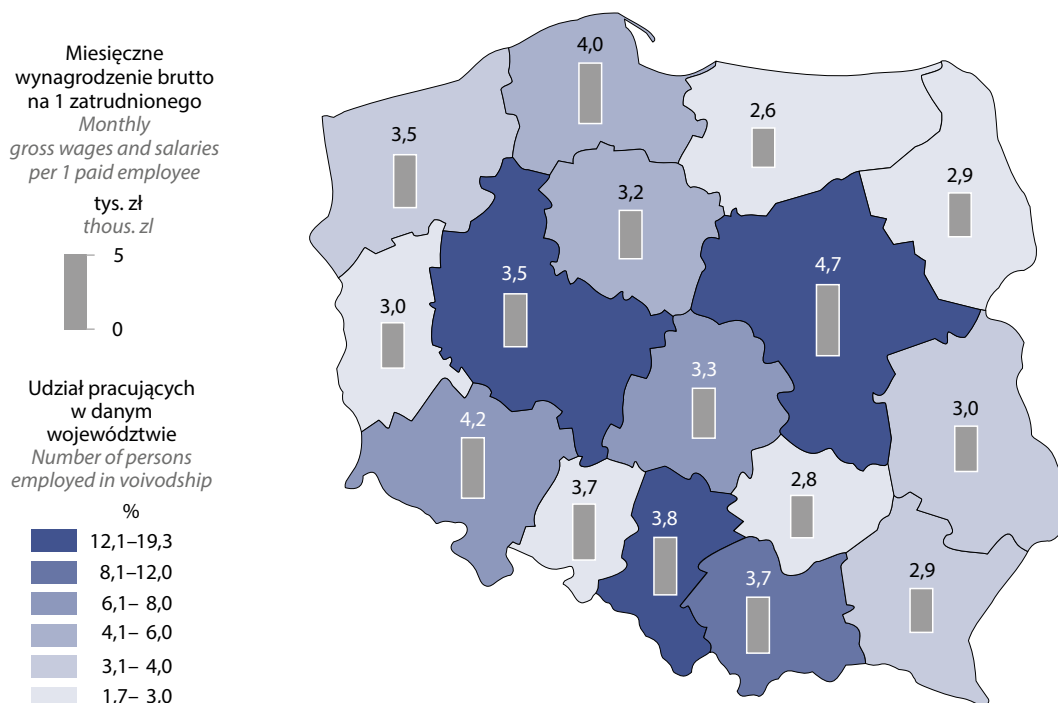 Miesięczne
wynagrodzenie brutto
na 1 zatrudnionego
Monthly
gross wages and salaries
per 1 paid employee
tys. zł
thous. zl
5
0
Udział pracujących
w danym
województwie
Number of persons
employed in voivodship
%
12,1–19,3
8,1–12,0
6,1– 8,0
4,1– 6,0
3,1– 4,0
1,7– 3,0
4,0
2,6
3,5
2,9
3,2
4,7
3,5
3,0
3,3
3,0
4,2
2,8
3,7
3,8
2,9
3,7